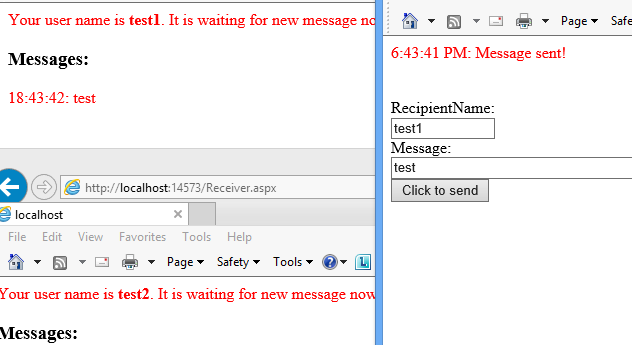 Your user name is test1. It is waiting for new message now
Messages:
18:43:42: test
http://localhost:14573/Receiver.aspx
localhost
File Edit View Favorites Tools Help
Page Safety Tools
Your user name is test2. It is waiting for new message now
Messages:
Page Safe
6:43:41 PM: Message sent!
RecipientName:
test1
Message:
test
Click to send